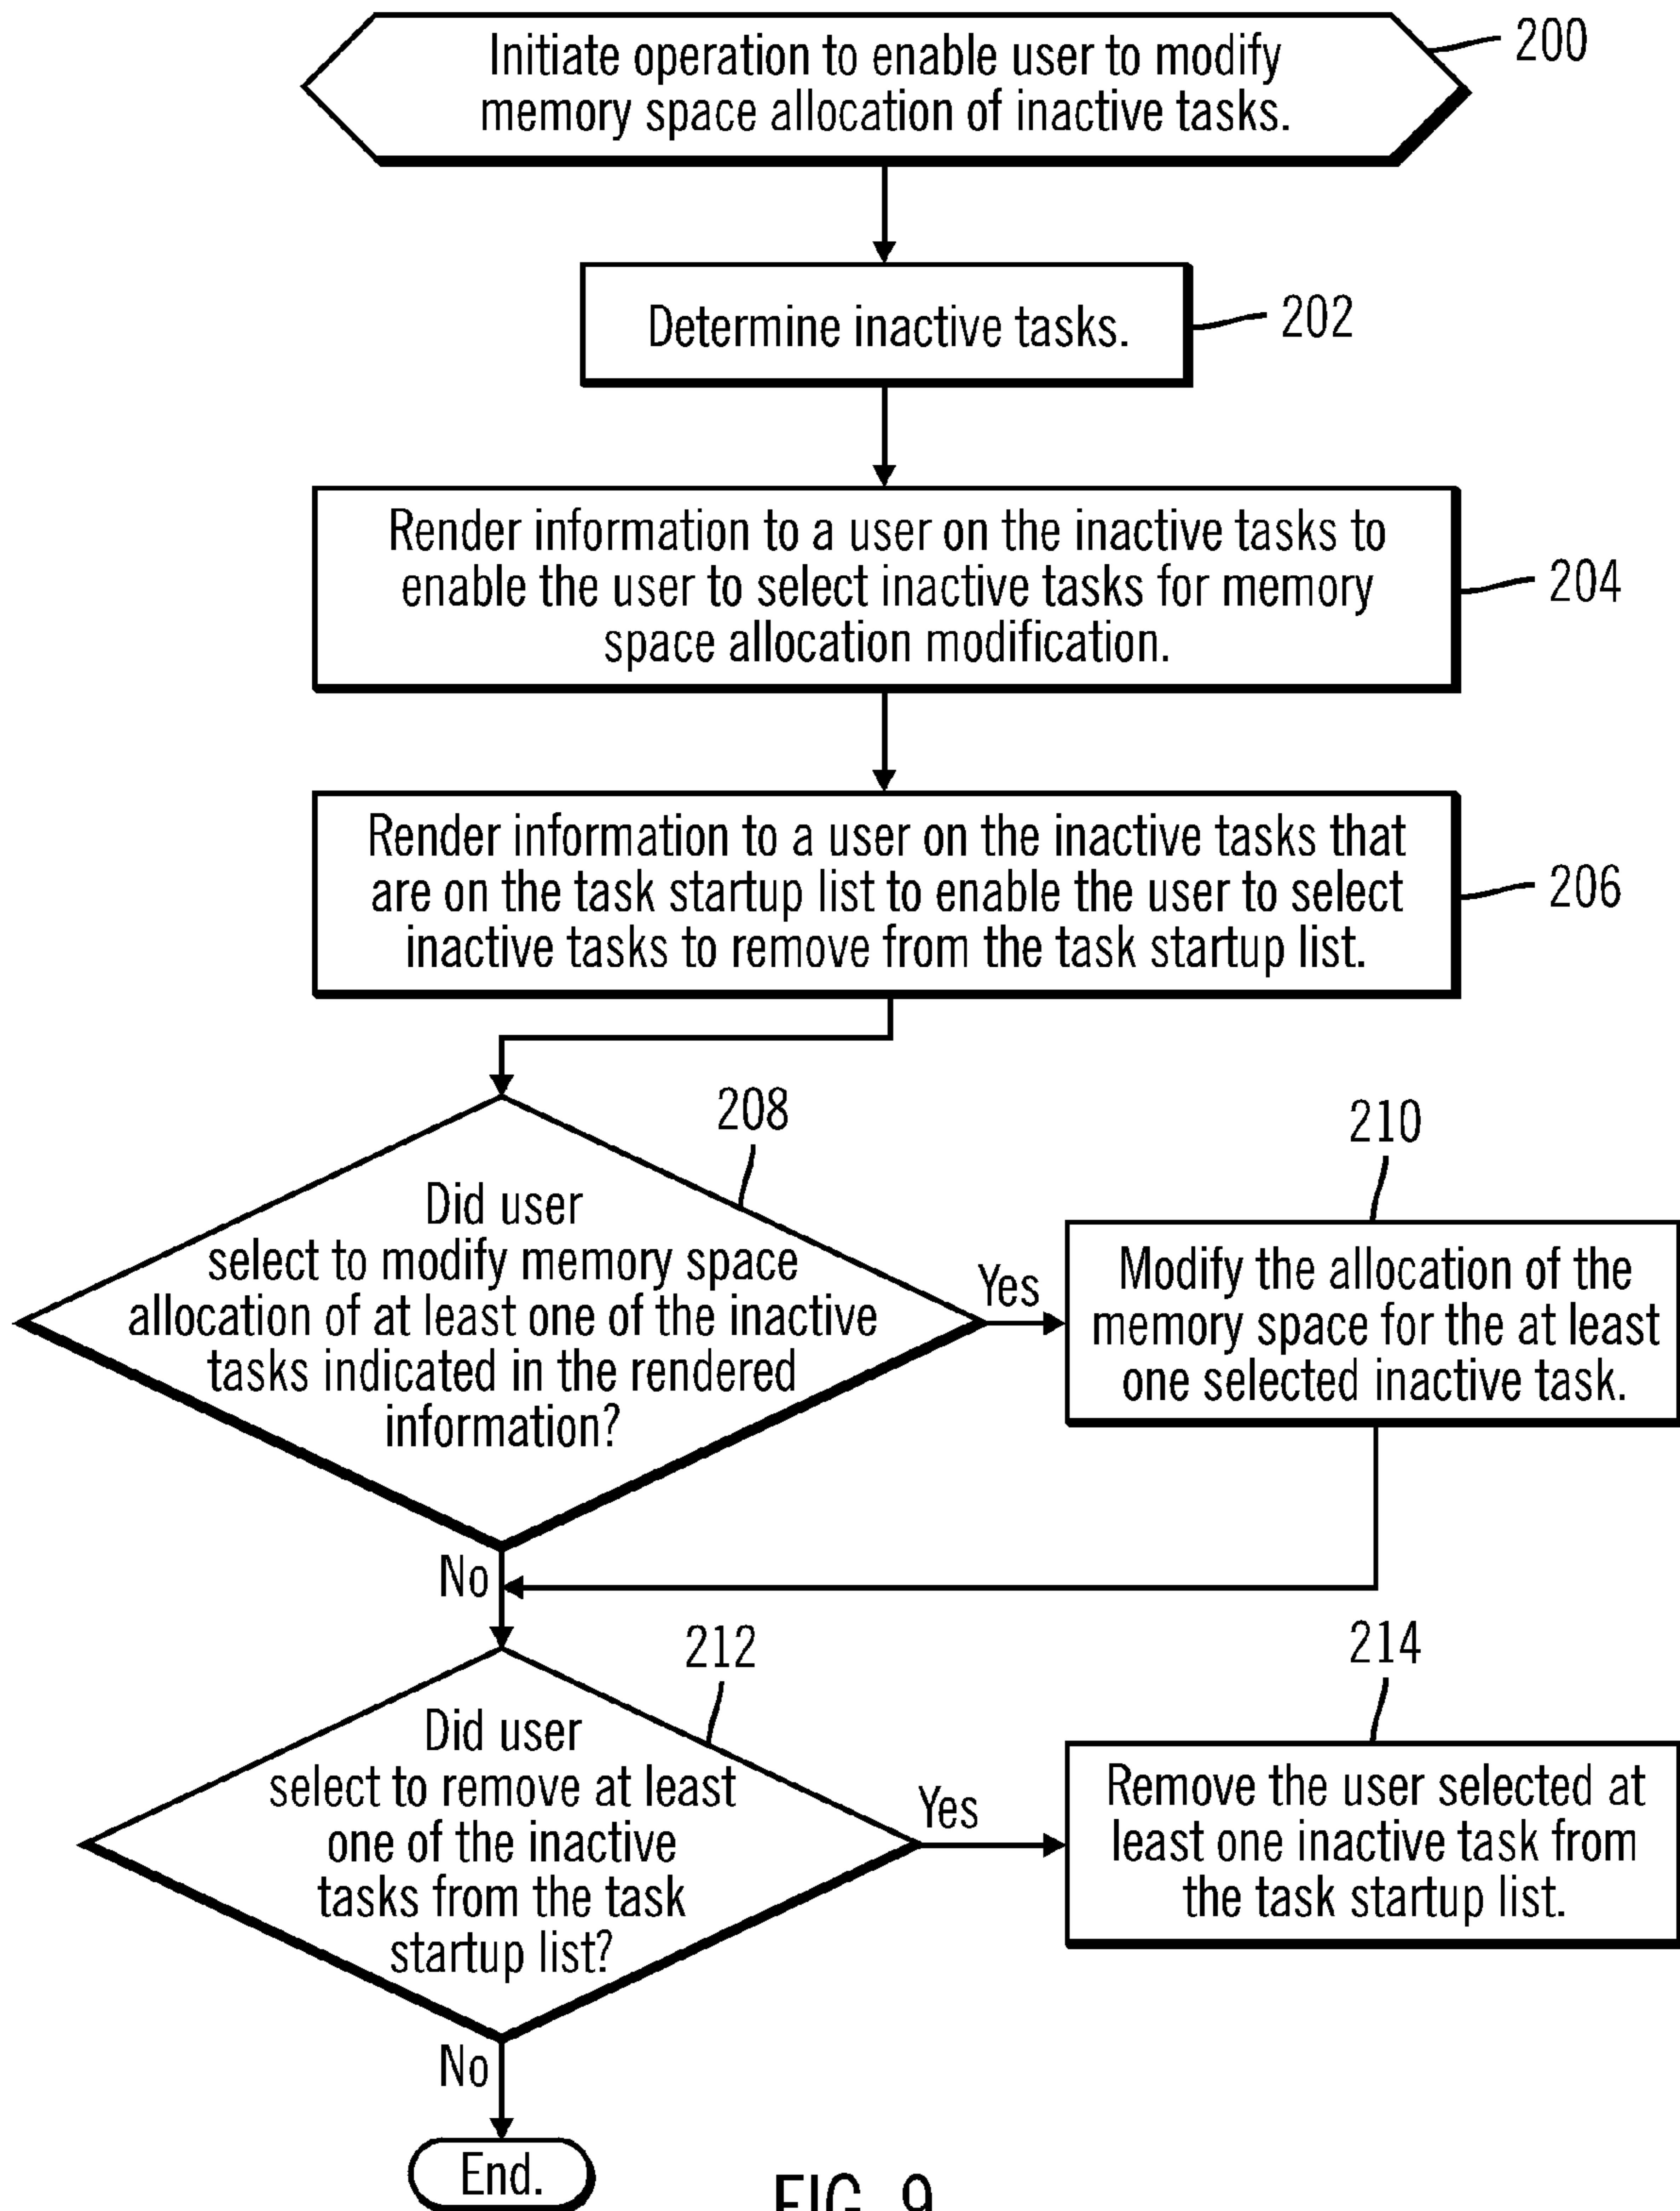 Initiate operation to enable user to modify
memory space allocation of inactive tasks.
200
Determine inactive tasks.
202
Render information to a user on the inactive tasks to
enable the user to select inactive tasks for memory
space allocation modification.
204
Render information to a user on the inactive tasks that
are on the task startup list to enable the user to select
inactive tasks to remove from the task startup list.
206
208
Did user
select to modify memory space
allocation of at least one of the inactive
tasks indicated in the rendered
information?
Yes
210
Modify the allocation of the
memory space for the at least
one selected inactive task.
No
212
Did user
select to remove at least
one of the inactive
tasks from the task
startup list?
Yes
214
Remove the user selected at
least one inactive task from
the task startup list.
No
End.
FIG. 9